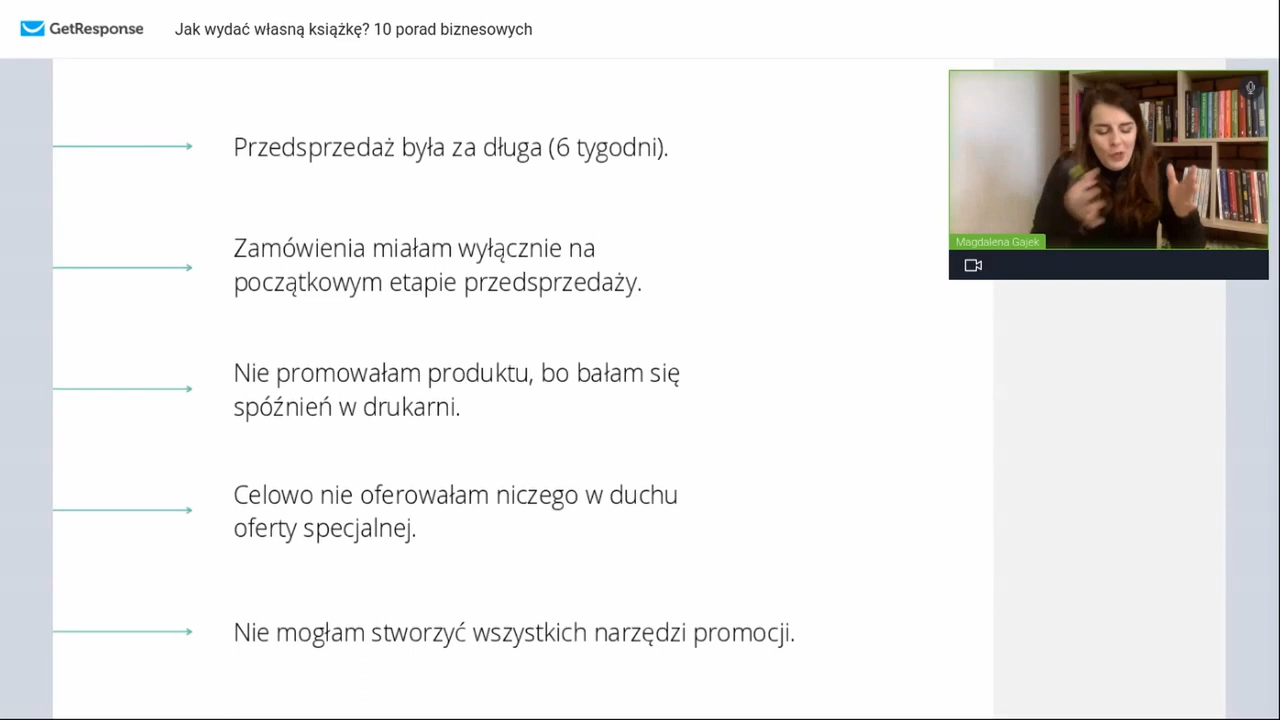 GetResponse
Jak wydać własną książkę? 10 porad biznesowych
Przedsprzedaż była za długa (6 tygodni).
Zamówienia miałam wyłącznie na
początkowym etapie przedsprzedaży.
Nie promowałam produktu, bo bałam się
spóźnień w drukarni.
Celowo nie oferowałam niczego w duchu
oferty specjalnej.
Nie mogłam stworzyć wszystkich narzędzi promocji.
Magdalena Gajek